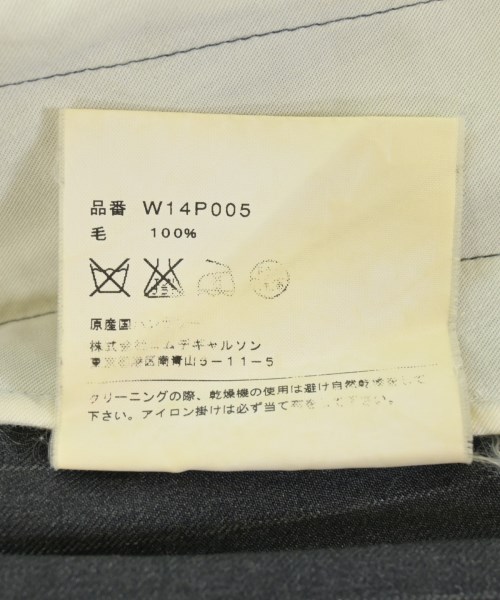 品番 W14P005
毛 100%
原産国
株式会社 コムデギャルソン
東京都港区南青山5-11-5
クリーニングの際、乾燥機の使用は避け自然乾燥をして
下さい。アイロン掛けは必ず当て布をして下さい。